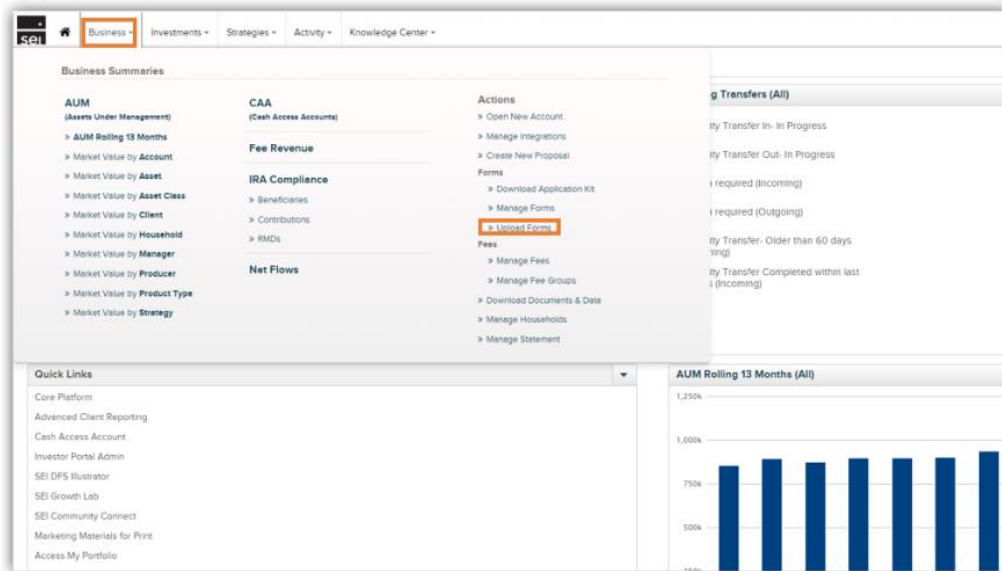 SEI
Business
Investments
Strategies
Activity
Knowledge Center
Business Summaries
AUM
(Assets Under Management)
» AUM Rolling 13 Months
» Market Value by Account
» Market Value by Asset
» Market Value by Asset Class
» Market Value by Client
» Market Value by Household
» Market Value by Manager
» Market Value by Producer
» Market Value by Product Type
» Market Value by Strategy
CAA
(Cash Access Accounts)
Fee Revenue
IRA Compliance
» Beneficiaries
» Contributions
» RMDs
Net Flows
Actions
» Open New Account
» Manage Integrations
» Create New Proposal
Forms
» Download Application Kit
» Manage Forms
» Upload Forms
Fees
» Manage Fees
» Manage Fee Groups
» Download Documents & Data
» Manage Households
» Manage Statement
g Transfers (All)
ity Transfer In- In Progress
ity Transfer Out- In Progress
required (Incoming)
required (Outgoing)
ity Transfer- Older than 60 days
ning)
ity Transfer Completed within last
(Incoming)
Quick Links
Core Platform
Advanced Client Reporting
Cash Access Account
Investor Portal Admin
SEI DFS Illustrator
SEI Growth Lab
SEI Community Connect
Marketing Materials for Print
Access My Portfolio
AUM Rolling 13 Months (All)
1,250k
1,000k
750k
500k